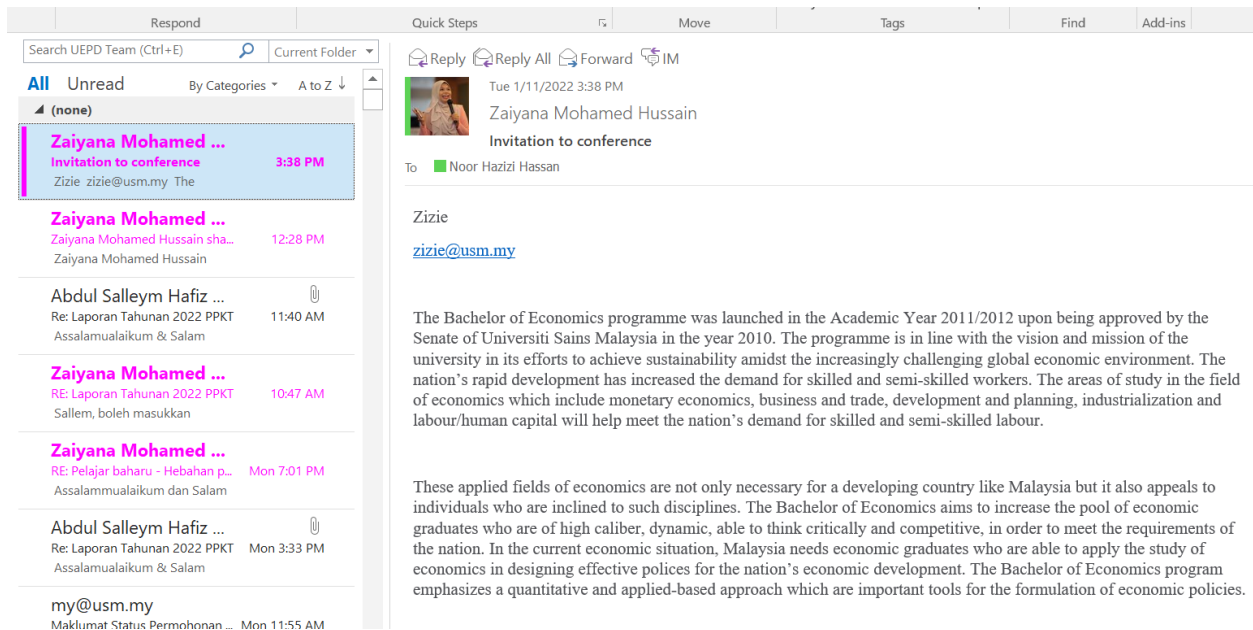 Respond Quick Steps Move Tags Find Add-ins
Search UEPD Team (Ctrl+E) Current Folder
All Unread By Categories A to Z
(none)
Zaiyana Mohamed ...
Invitation to conference 3:38 PM
Zizie zizie@usm.my The
Zaiyana Mohamed ...
Zaiyana Mohamed Hussain sha... 12:28 PM
Zaiyana Mohamed Hussain
Abdul Salleym Hafiz ...
Re: Laporan Tahunan 2022 PPKT 11:40 AM
Assalamualaikum & Salam
Zaiyana Mohamed ...
RE: Laporan Tahunan 2022 PPKT 10:47 AM
Sallem, boleh masukkan
Zaiyana Mohamed ...
RE: Pelajar baharu - Hebahan p... Mon 7:01 PM
Assalammualaikum dan Salam
Abdul Salleym Hafiz ...
Re: Laporan Tahunan 2022 PPKT Mon 3:33 PM
Assalamualaikum & Salam
my@usm.my
Maklumat Status Permohonan ... Mon 11:55 AM
Reply Reply All Forward IM
Tue 1/11/2022 3:38 PM
Zaiyana Mohamed Hussain
Invitation to conference
To Noor Hazizi Hassan
Zizie
zizie@usm.my
The Bachelor of Economics programme was launched in the Academic Year 2011/2012 upon being approved by the
Senate of Universiti Sains Malaysia in the year 2010. The programme is in line with the vision and mission of the
university in its efforts to achieve sustainability amidst the increasingly challenging global economic environment. The
nation’s rapid development has increased the demand for skilled and semi-skilled workers. The areas of study in the field
of economics which include monetary economics, business and trade, development and planning, industrialization and
labour/human capital will help meet the nation’s demand for skilled and semi-skilled labour.
These applied fields of economics are not only necessary for a developing country like Malaysia but it also appeals to
individuals who are inclined to such disciplines. The Bachelor of Economics aims to increase the pool of economic
graduates who are of high caliber, dynamic, able to think critically and competitive, in order to meet the requirements of
the nation. In the current economic situation, Malaysia needs economic graduates who are able to apply the study of
economics in designing effective polices for the nation’s economic development. The Bachelor of Economics program
emphasizes a quantitative and applied-based approach which are important tools for the formulation of economic policies.